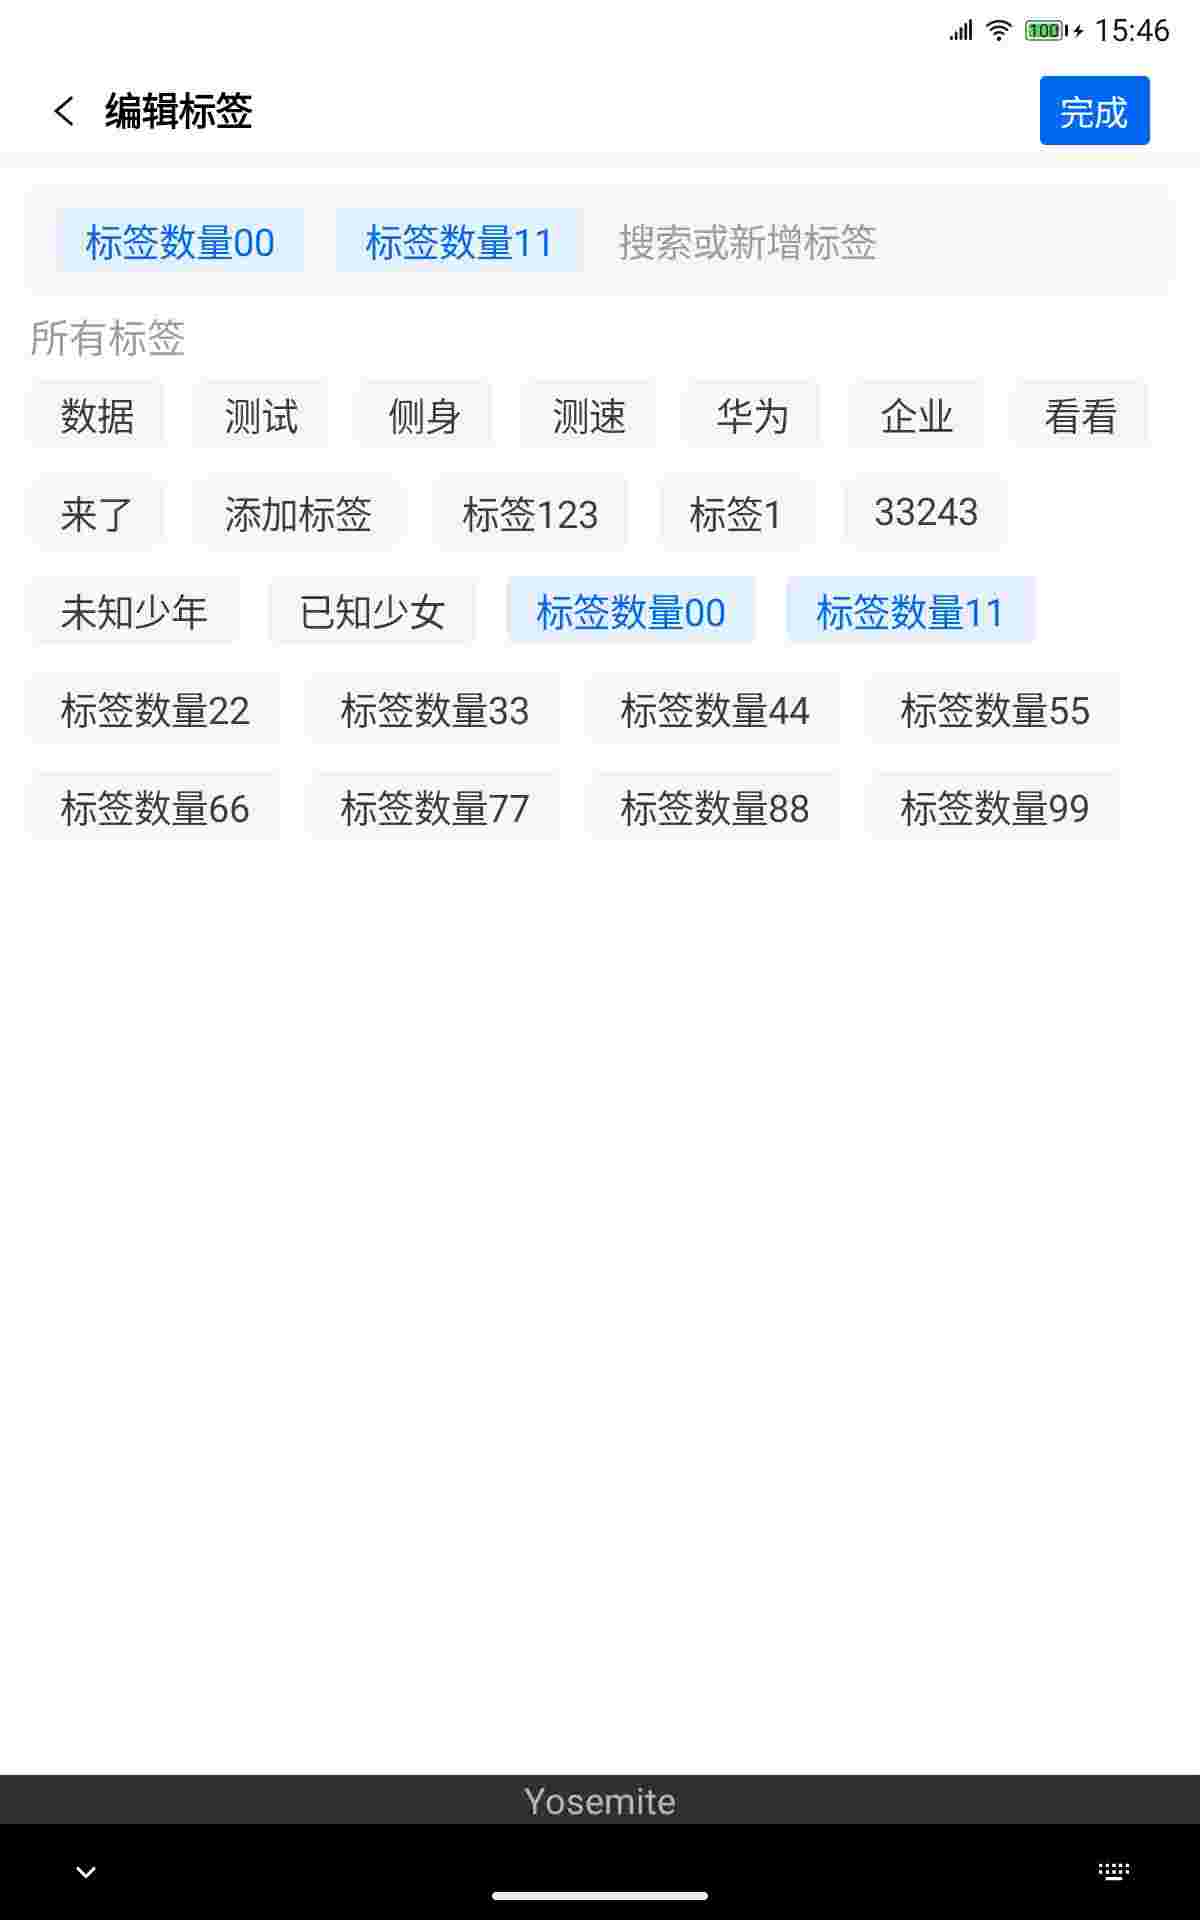 100 15:46
编辑标签 完成
标签数量00 标签数量11 搜索或新增标签
所有标签
数据 测试 侧身 测速 华为 企业 看看
来了 添加标签 标签123 标签1 33243
未知少年 已知少女 标签数量00 标签数量11
标签数量22 标签数量33 标签数量44 标签数量55
标签数量66 标签数量77 标签数量88 标签数量99
Yosemite